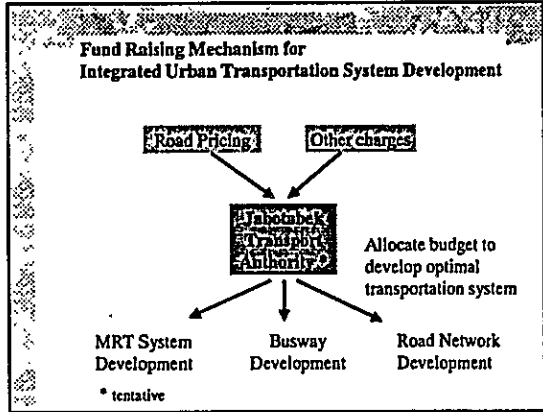 Fund Raising Mechanism for
Integrated Urban Transportation System Development
Road Pricing
Other charges
Jabotabek
Transport
Authority *
Allocate budget to
develop optimal
transportation system
MRT System
Development
Busway
Development
Road Network
Development
* tentative